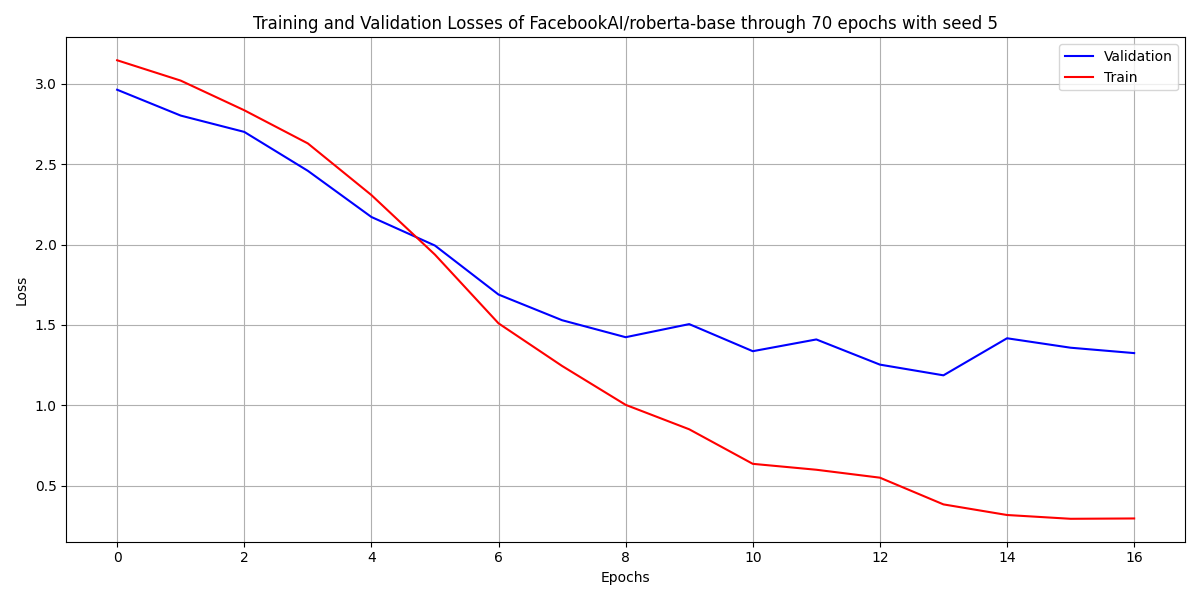 Training and Validation Losses of FacebookAI/roberta-base through 70 epochs with seed 5
Validation
Train
3.0
2.5
2.0
1.5
1.0
0.5
Loss
0 2 4 6 8 10 12 14 16
Epochs